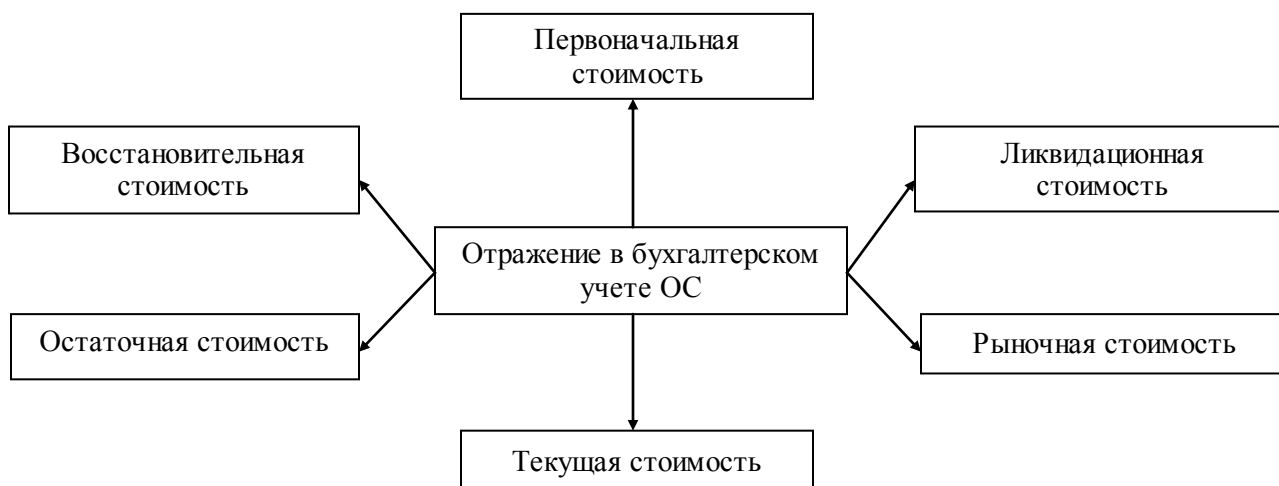 Первоначальная
стоимость
Восстановительная
стоимость
Ликвидационная
стоимость
Отражение в бухгалтерском
учете ОС
Остаточная стоимость
Рыночная стоимость
Текущая стоимость